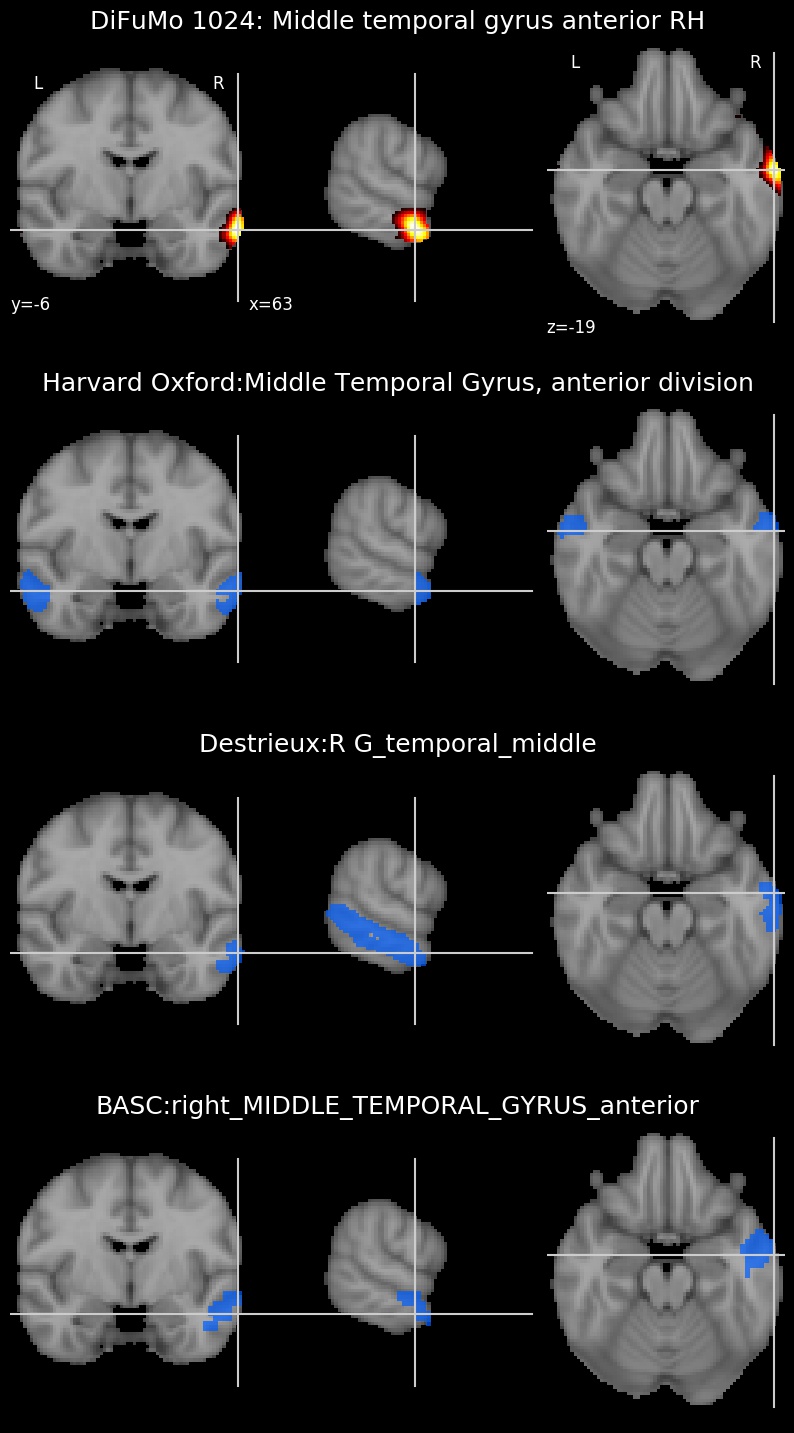 DiFuMo 1024: Middle temporal gyrus anterior RH
L R L R
y=-6 x=63 z=-19
Harvard Oxford:Middle Temporal Gyrus, anterior division
Destrieux:R G_temporal_middle
BASC:right_MIDDLE_TEMPORAL_GYRUS_anterior